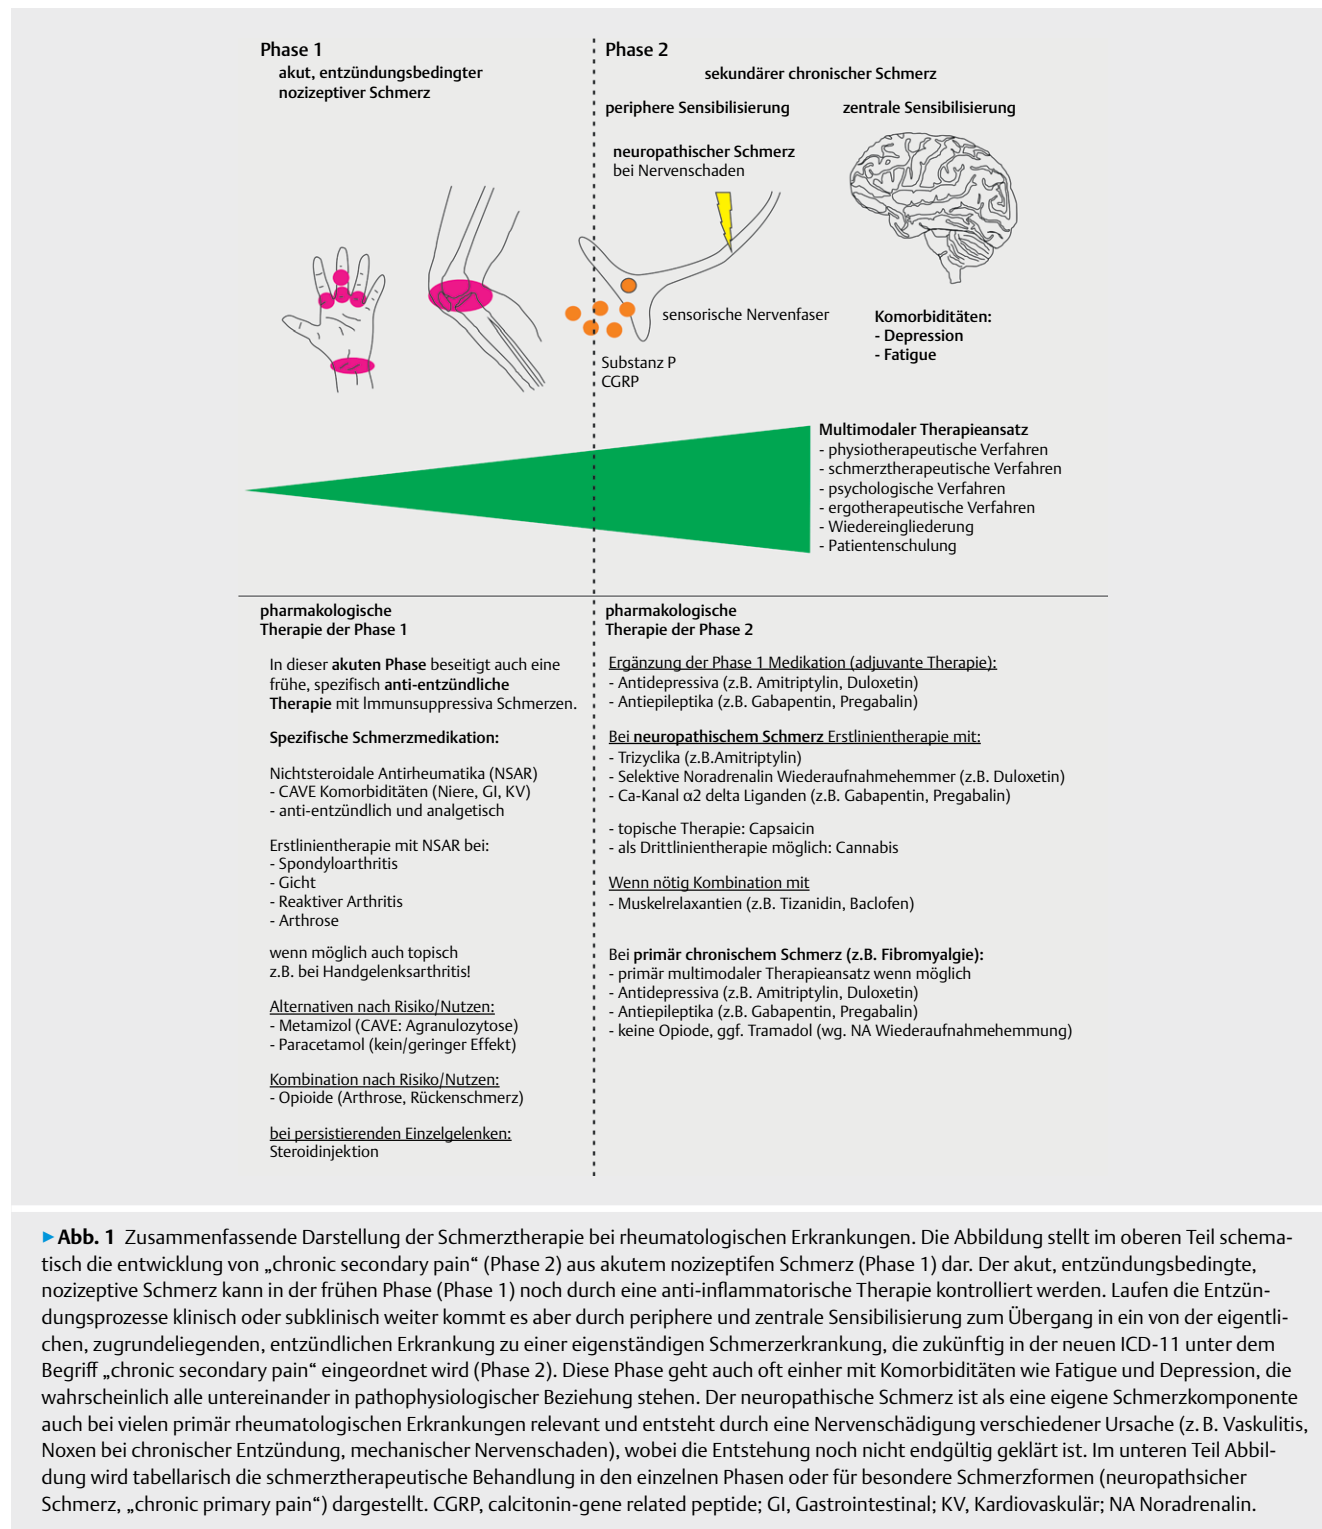 Phase 1
akut, entzündungsbedingter
nozizeptiver Schmerz
Phase 2
sekundärer chronischer Schmerz
periphere Sensibilisierung
zentrale Sensibilisierung
neuropathischer Schmerz
bei Nervenschaden
sensorische Nervenfaser
Substanz P
CGRP
Komorbiditäten:
- Depression
- Fatigue
Multimodaler Therapieansatz
- physiotherapeutische Verfahren
- schmerztherapeutische Verfahren
- psychologische Verfahren
- ergotherapeutische Verfahren
- Wiedereingliederung
- Patientenschulung
pharmakologische
Therapie der Phase 1
In dieser akuten Phase beseitigt auch eine
frühe, spezifisch anti-entzündliche
Therapie mit Immunsuppressiva Schmerzen.
Spezifische Schmerzmedikation:
Nichtsteroidale Antirheumatika (NSAR)
- CAVE Komorbiditäten (Niere, GI, KV)
- anti-entzündlich und analgetisch
Erstlinientherapie mit NSAR bei:
- Spondyloarthritis
- Gicht
- Reaktiver Arthritis
- Arthrose
wenn möglich auch topisch
z.B. bei Handgelenksarthritis!
Alternativen nach Risiko/Nutzen:
- Metamizol (CAVE: Agranulozytose)
- Paracetamol (kein/geringer Effekt)
Kombination nach Risiko/Nutzen:
- Opioide (Arthrose, Rückenschmerz)
bei persistierenden Einzelgelenken:
Steroidinjektion
pharmakologische
Therapie der Phase 2
Ergänzung der Phase 1 Medikation (adjuvante Therapie):
- Antidepressiva (z.B. Amitriptylin, Duloxetin)
- Antiepileptika (z.B. Gabapentin, Pregabalin)
Bei neuropathischem Schmerz Erstlinientherapie mit:
- Trizyclika (z.B.Amitriptylin)
- Selektive Noradrenalin Wiederaufnahmehemmer (z.B. Duloxetin)
- Ca-Kanal α2 delta Liganden (z.B. Gabapentin, Pregabalin)
- topische Therapie: Capsaicin
- als Drittlinientherapie möglich: Cannabis
Wenn nötig Kombination mit
- Muskelrelaxantien (z.B. Tizanidin, Baclofen)
Bei primär chronischem Schmerz (z.B. Fibromyalgie):
- primär multimodaler Therapieansatz wenn möglich
- Antidepressiva (z.B. Amitriptylin, Duloxetin)
- Antiepileptika (z.B. Gabapentin, Pregabalin)
- keine Opiode, ggf. Tramadol (wg. NA Wiederaufnahmehemmung)
▶Abb. 1 Zusammenfassende Darstellung der Schmerztherapie bei rheumatologischen Erkrankungen. Die Abbildung stellt im oberen Teil schema-
tisch die entwicklung von „chronic secondary pain“ (Phase 2) aus akutem nozizeptifen Schmerz (Phase 1) dar. Der akut, entzündungsbedingte,
nozizeptive Schmerz kann in der frühen Phase (Phase 1) noch durch eine anti-inflammatorische Therapie kontrolliert werden. Laufen die Entzün-
dungsprozesse klinisch oder subklinisch weiter kommt es aber durch periphere und zentrale Sensibilisierung zum Übergang in ein von der eigentli-
chen, zugrundeliegenden, entzündlichen Erkrankung zu einer eigenständigen Schmerzerkrankung, die zukünftig in der neuen ICD-11 unter dem
Begriff „chronic secondary pain“ eingeordnet wird (Phase 2). Diese Phase geht auch oft einher mit Komorbiditäten wie Fatigue und Depression, die
wahrscheinlich alle untereinander in pathophysiologischer Beziehung stehen. Der neuropathische Schmerz ist als eine eigene Schmerzkomponente
auch bei vielen primär rheumatologischen Erkrankungen relevant und entsteht durch eine Nervenschädigung verschiedener Ursache (z. B. Vaskulitis,
Noxen bei chronischer Entzündung, mechanischer Nervenschaden), wobei die Entstehung noch nicht endgültig geklärt ist. Im unteren Teil Abbil-
dung wird tabellarisch die schmerztherapeutische Behandlung in den einzelnen Phasen oder für besondere Schmerzformen (neuropathsicher
Schmerz, „chronic primary pain“) dargestellt. CGRP, calcitonin-gene related peptide; GI, Gastrointestinal; KV, Kardiovaskulär; NA Noradrenalin.